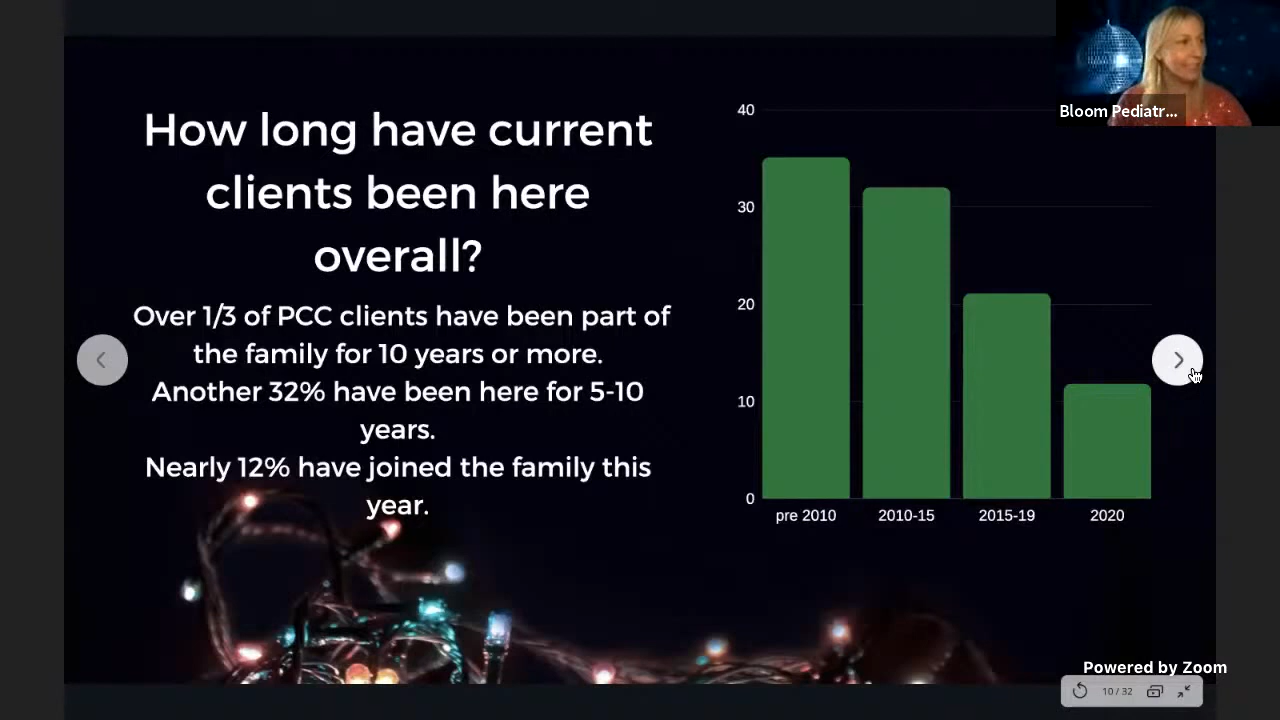 How long have current
clients been here
overall?
Over 1/3 of PCC clients have been part of
the family for 10 years or more.
Another 32% have been here for 5-10
years.
Nearly 12% have joined the family this
year.
40
30
20
10
0
pre 2010
2010-15
2015-19
2020
Bloom Pediatr...
Powered by Zoom
10 / 32